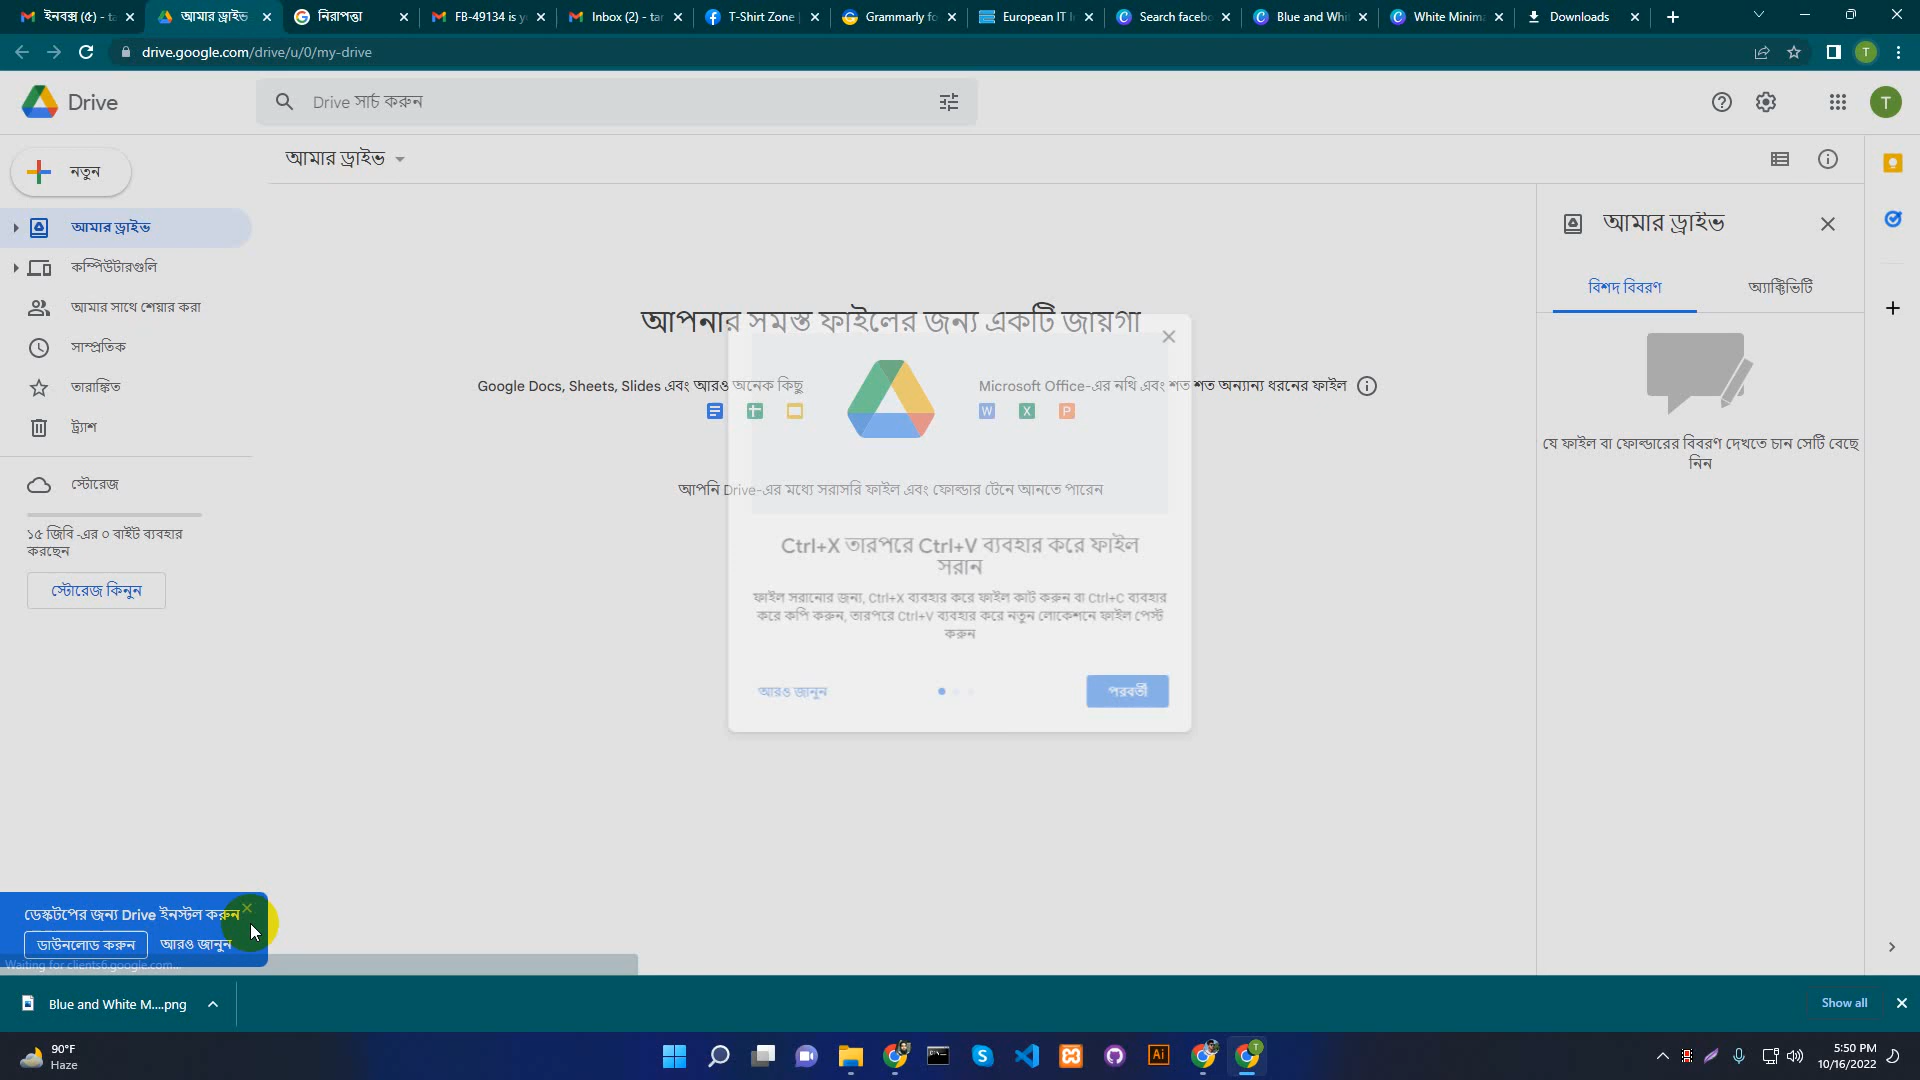 ইনবক্স (৫) - ta
আমার ড্রাইভ
নিরাপত্তা
FB-49134 is y
Inbox (2) - tar
T-Shirt Zone |
Grammarly fo
European IT I
Search facebo
Blue and Whi
White Minim
Downloads
drive.google.com/drive/u/0/my-drive
T
Drive
Drive সার্চ করুন
T
নতুন
আমার ড্রাইভ
আমার ড্রাইভ
কম্পিউটারগুলি
আমার সাথে শেয়ার করা
সাম্প্রতিক
তারাঙ্কিত
ট্র্যাশ
স্টোরেজ
১৫ জিবি -এর ০ বাইট ব্যবহার
করছেন
স্টোরেজ কিনুন
আপনার সমস্ত ফাইলের জন্য একটি জায়গা
Google Docs, Sheets, Slides এবং আরও অনেক কিছু
Microsoft Office-এর নথি এবং শত শত অন্যান্য ধরনের ফাইল
W X P
আপনি Drive-এর মধ্যে সরাসরি ফাইল এবং ফোল্ডার টেনে আনতে পারেন
Ctrl+X তারপরে Ctrl+V ব্যবহার করে ফাইল
সরান
ফাইল সরানোর জন্য, Ctrl+X ব্যবহার করে ফাইল কাট করুন বা Ctrl+C ব্যবহার
করে কপি করুন, তারপরে Ctrl+V ব্যবহার করে নতুন লোকেশনে ফাইল পেস্ট
করুন
আরও জানুন
পরবর্তী
আমার ড্রাইভ
বিশদ বিবরণ
অ্যাক্টিভিটি
যে ফাইল বা ফোল্ডারের বিবরণ দেখতে চান সেটি বেছে
নিন
ডেস্কটপের জন্য Drive ইনস্টল করুন
ডাউনলোড করুন
আরও জানুন
Waiting for clients6.google.com...
Blue and White M....png
Show all
90°F
Haze
Ai
T
5:50 PM
10/16/2022